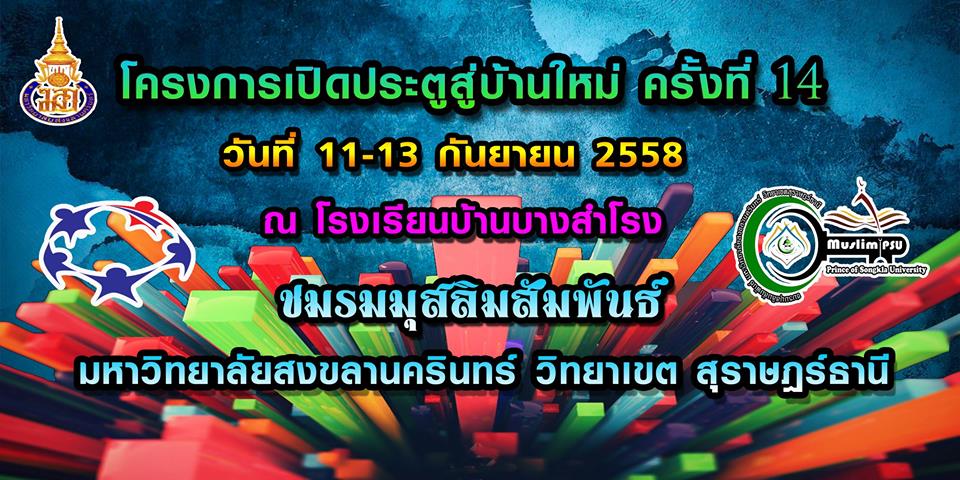 โครงการเปิดประตูสู่บ้านใหม่ ครั้งที่ 14
วันที่ 11-13 กันยายน 2558
ณ โรงเรียนบ้านบางสำโรง
Muslim PSU
Prince of Songkla University
ชมรมมุสลิมสัมพันธ์
มหาวิทยาลัยสงขลานครินทร์ วิทยาเขต สุราษฎร์ธานี